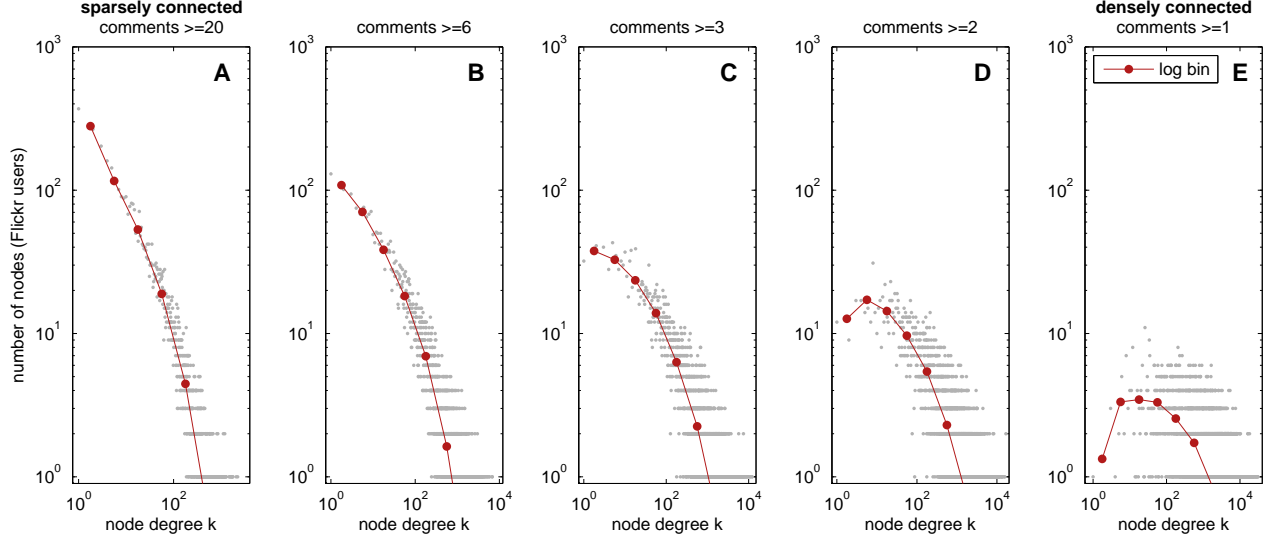 sparsely connected
densely connected
comments >=20
comments >=6
comments >=3
comments >=2
comments >=1
A
B
C
D
E
log bin
number of nodes (Flickr users)
10^3
10^2
10^1
10^0
10^3
10^2
10^1
10^0
10^3
10^2
10^1
10^0
10^3
10^2
10^1
10^0
10^3
10^2
10^1
10^0
10^0 10^2
10^0 10^2 10^4
10^0 10^2 10^4
10^0 10^2 10^4
10^0 10^2 10^4
node degree k
node degree k
node degree k
node degree k
node degree k